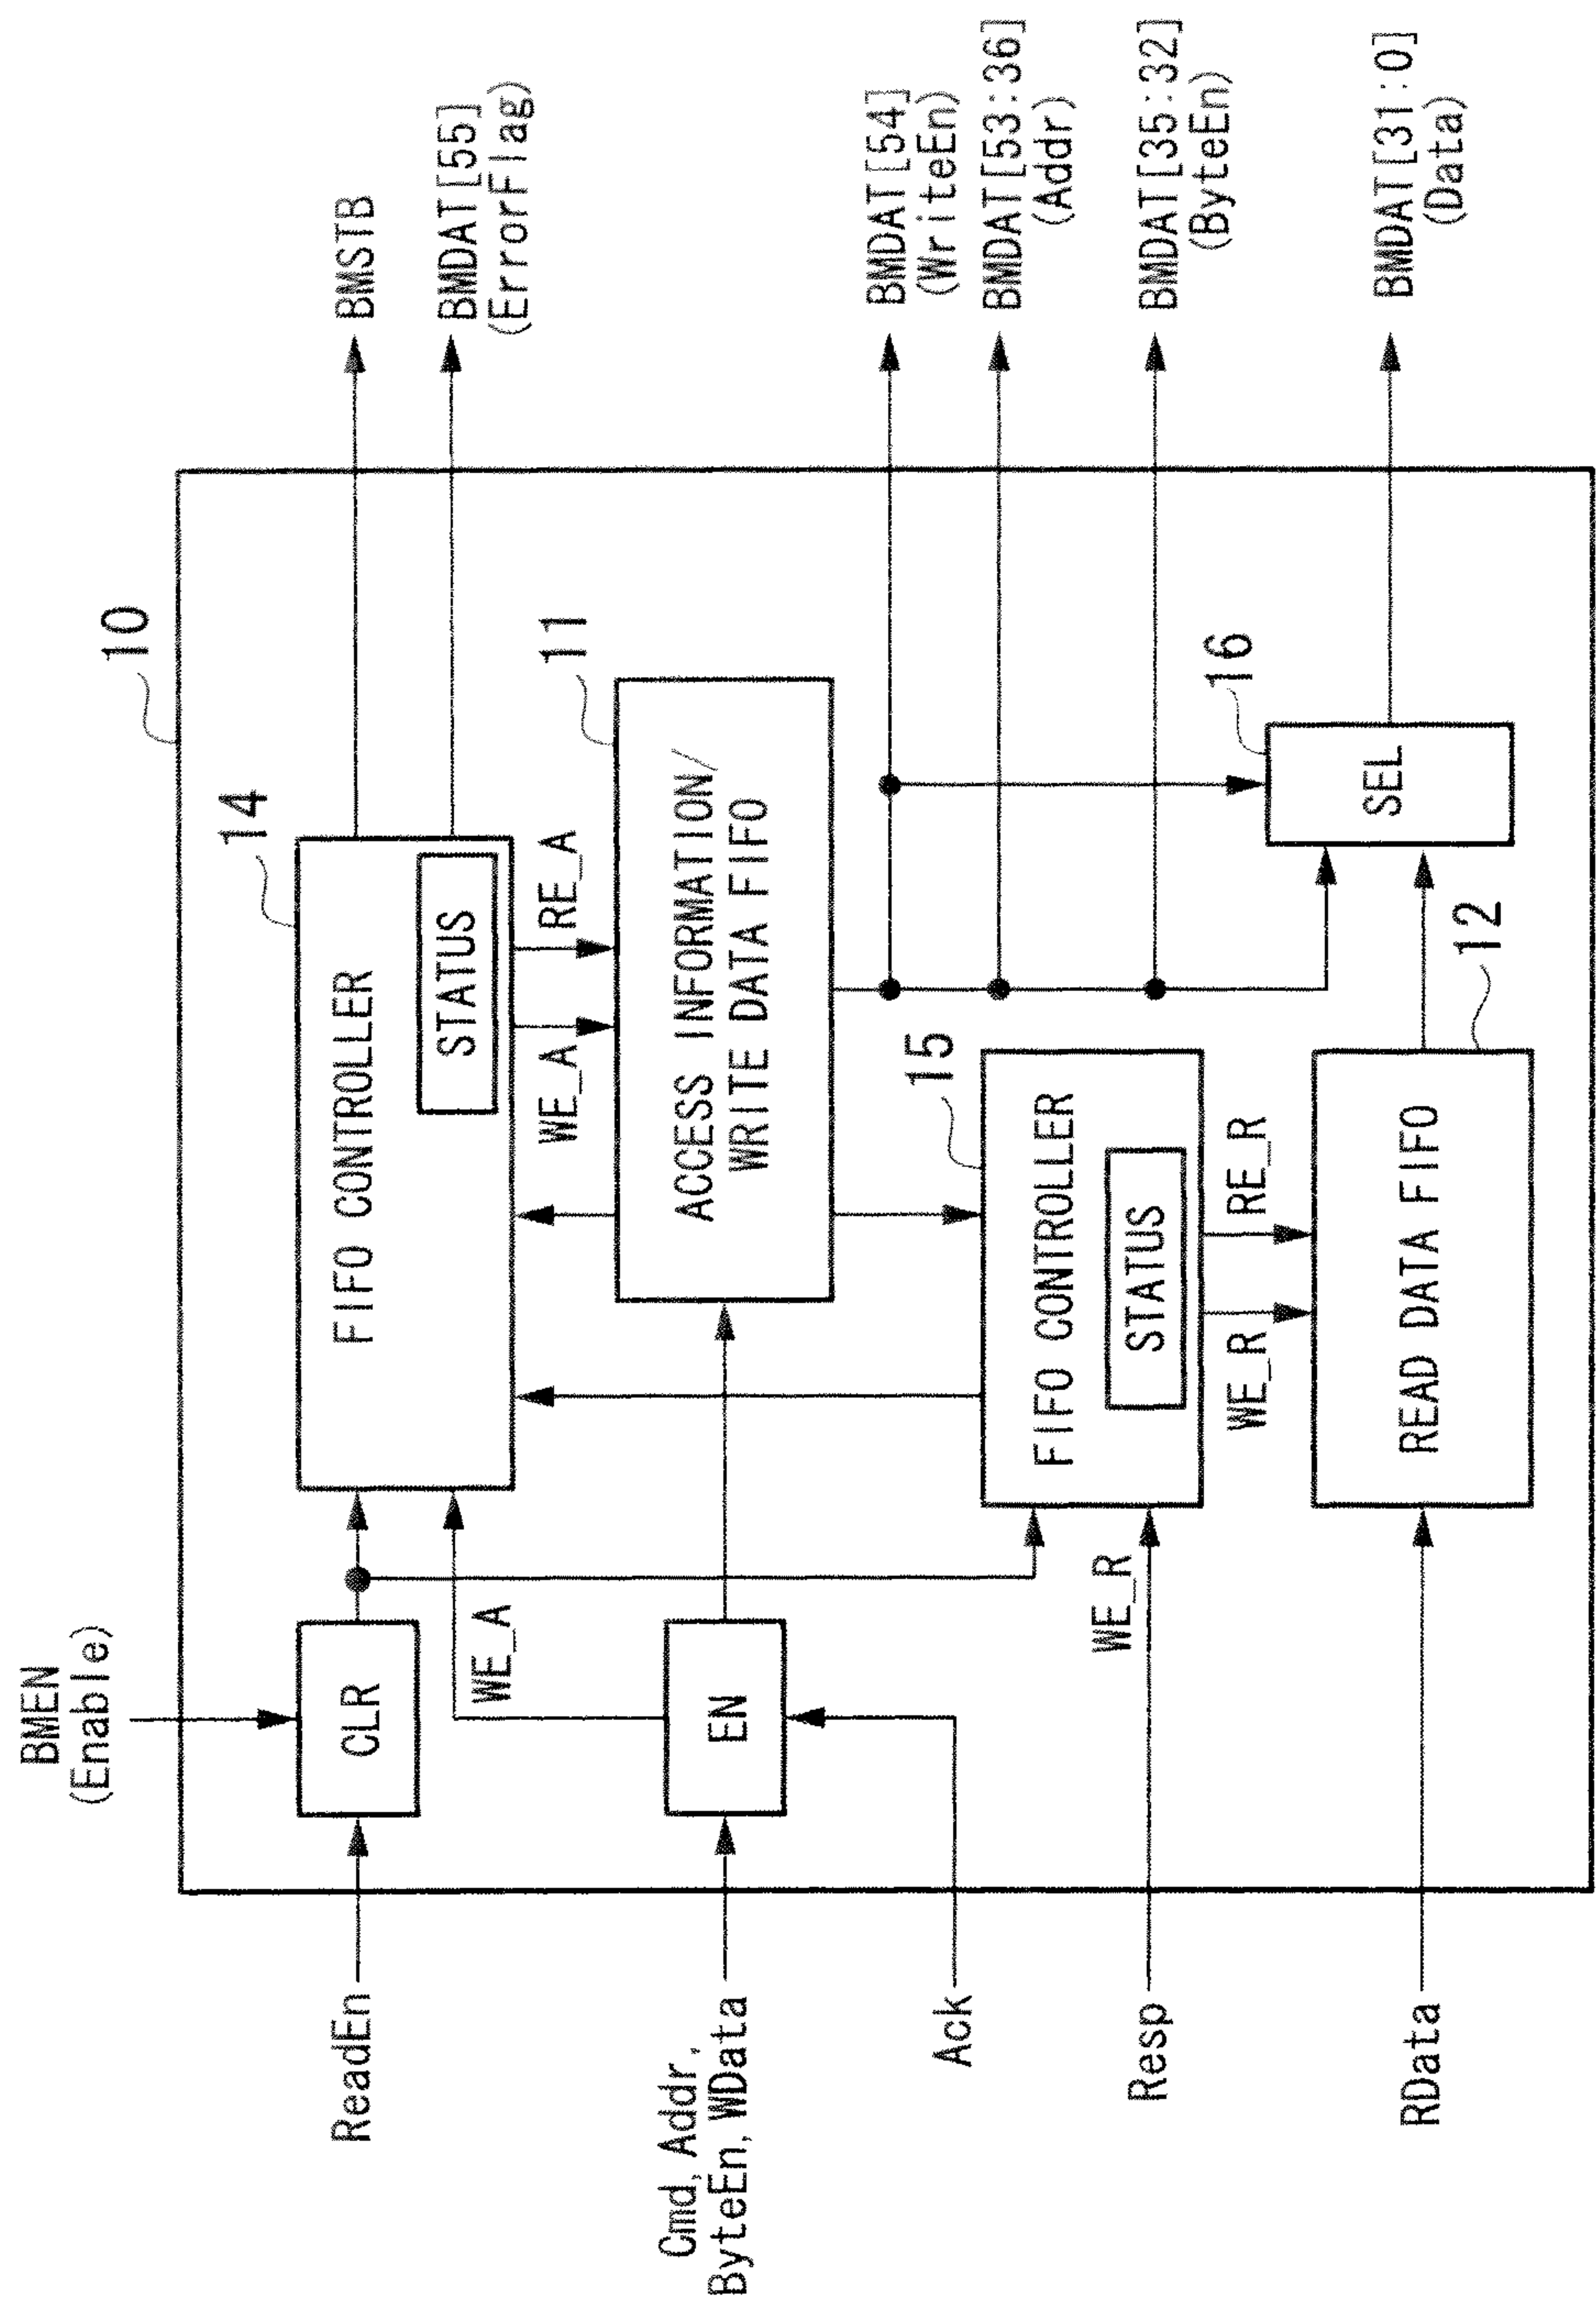 BMEN
(Enable)
10
ReadEn
CLR
14
FIFO CONTROLLER
STATUS
BMSTB
BMDAT[55]
(ErrorFlag)
WE_A
WE_A
RE_A
11
Cmd, Addr,
ByteEn, WData
EN
ACCESS INFORMATION/
WRITE DATA FIFO
BMDAT[54]
(WriteEn)
BMDAT[53:36]
(Addr)
BMDAT[35:32]
(ByteEn)
Ack
15
Resp
WE_R
FIFO CONTROLLER
STATUS
WE_R
RE_R
16
SEL
BMDAT[31:0]
(Data)
RData
READ DATA FIFO
12